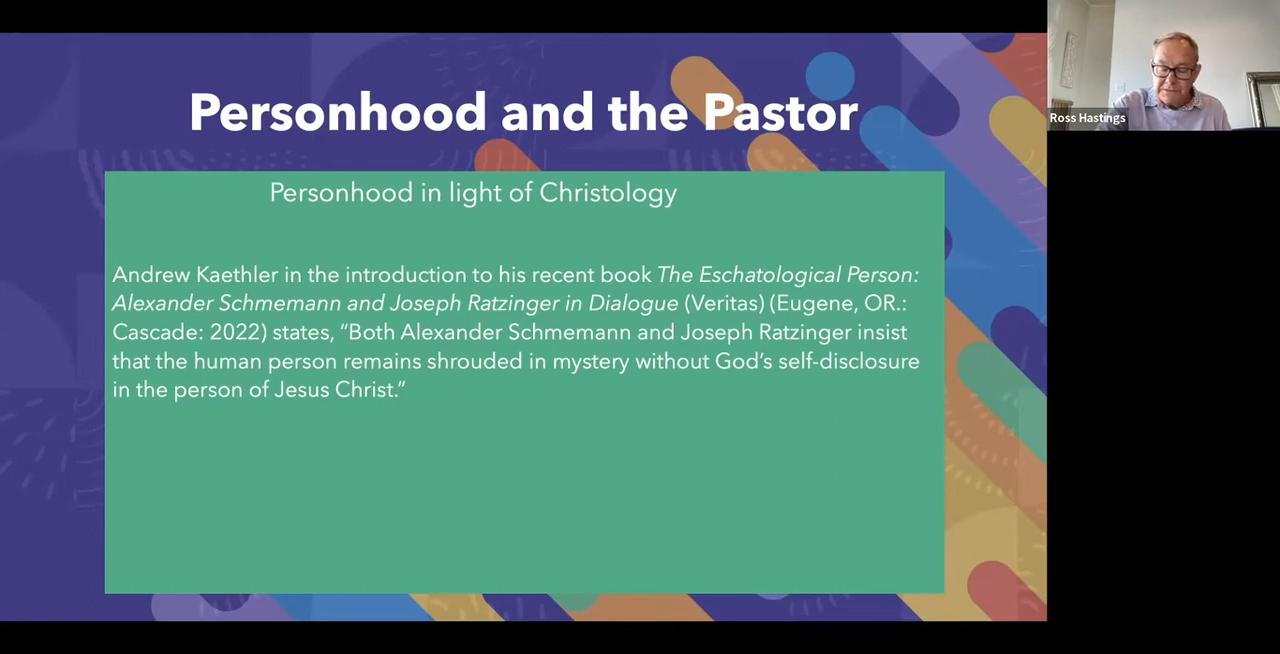 Personhood and the Pastor
Ross Hastings
Personhood in light of Christology
Andrew Kaethler in the introduction to his recent book The Eschatological Person:
Alexander Schmemann and Joseph Ratzinger in Dialogue (Veritas) (Eugene, OR.:
Cascade: 2022) states, “Both Alexander Schmemann and Joseph Ratzinger insist
that the human person remains shrouded in mystery without God’s self-disclosure
in the person of Jesus Christ.”